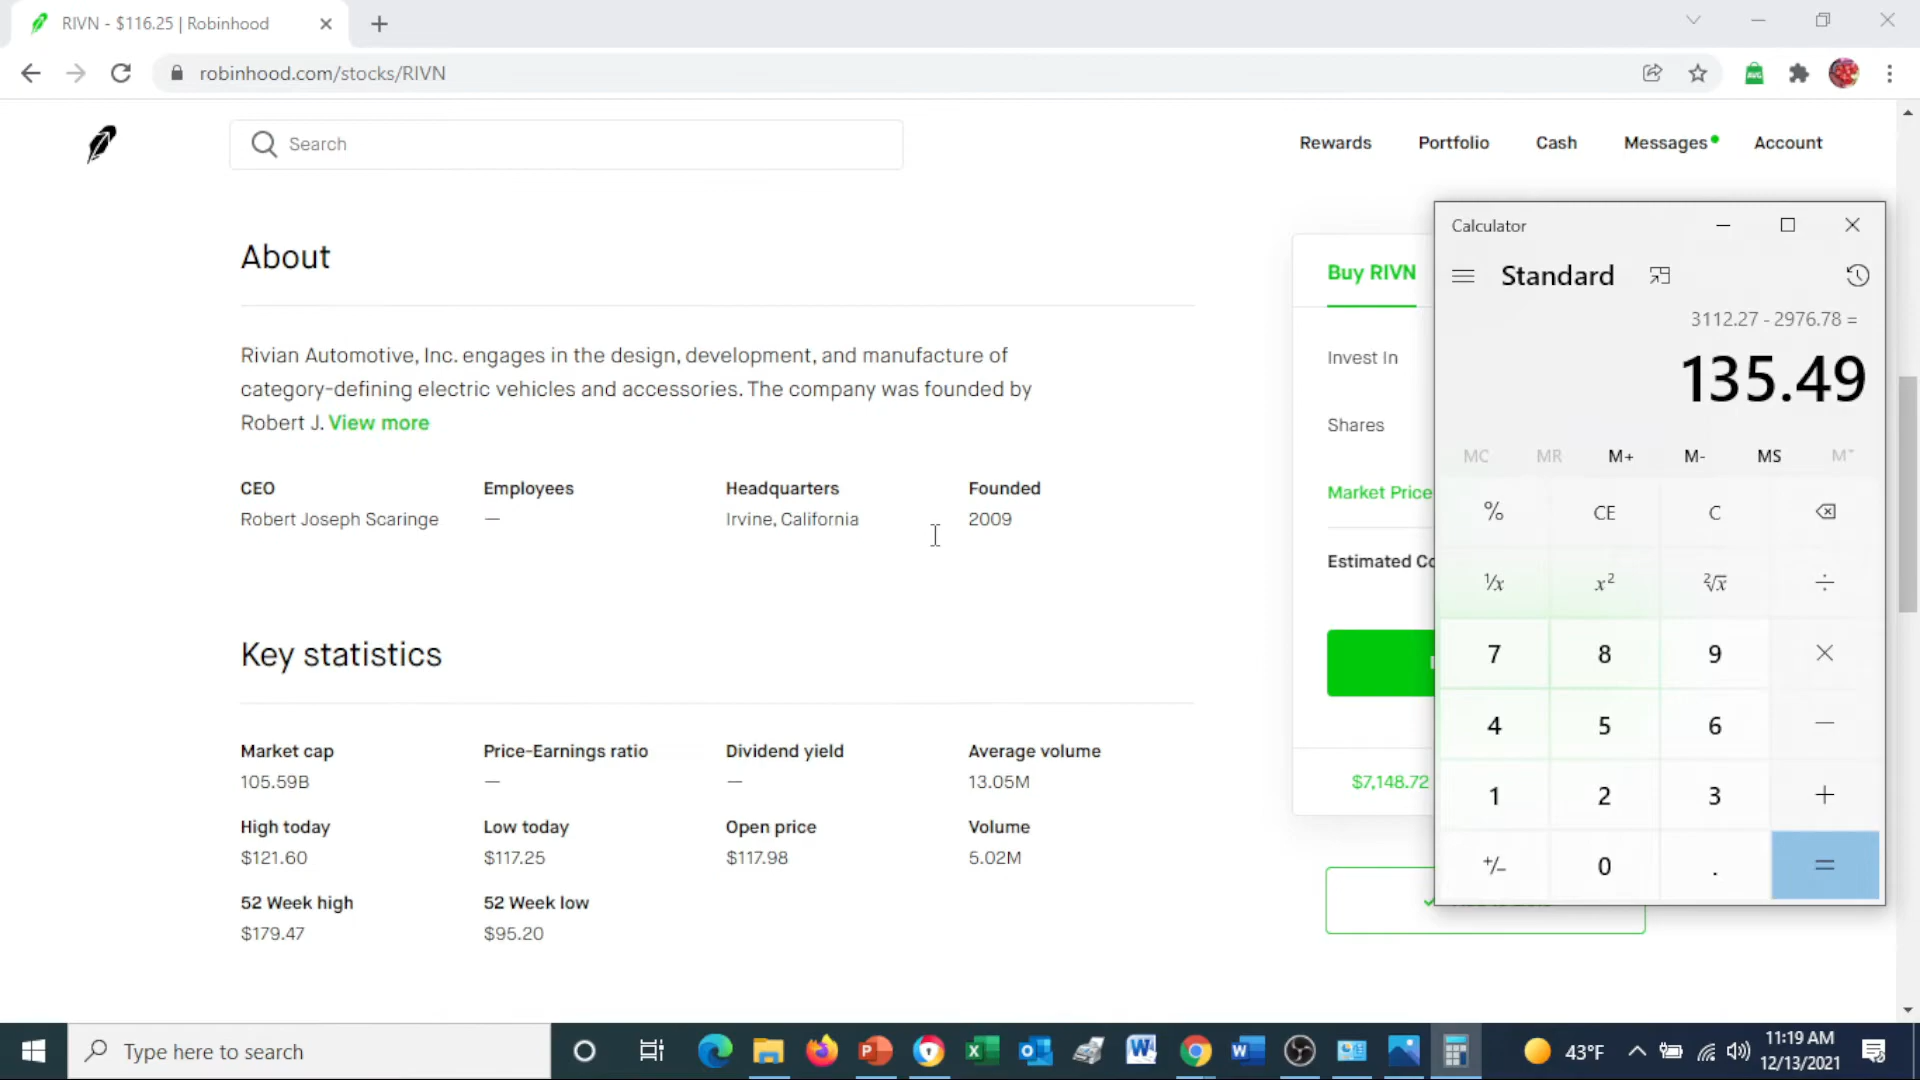 RIVN - $116.25 | Robinhood
robinhood.com/stocks/RIVN
Search
Rewards
Portfolio
Cash
Messages
Account
About
Rivian Automotive, Inc. engages in the design, development, and manufacture of
category-defining electric vehicles and accessories. The company was founded by
Robert J. View more
CEO
Robert Joseph Scaringe
Employees
—
Headquarters
Irvine, California
Founded
2009
Key statistics
Market cap
105.59B
Price-Earnings ratio
—
Dividend yield
—
Average volume
13.05M
High today
$121.60
Low today
$117.25
Open price
$117.98
Volume
5.02M
52 Week high
$179.47
52 Week low
$95.20
Buy RIVN
Invest In
Shares
Market Price
Estimated Co
$7,148.72
Calculator
Standard
3112.27 - 2976.78 =
135.49
MC MR M+ M- MS M˅
% CE C
⅟x x² ²√x ÷
7 8 9 ×
4 5 6 −
1 2 3 +
+/− 0 . =
Type here to search
43°F
11:19 AM
12/13/2021